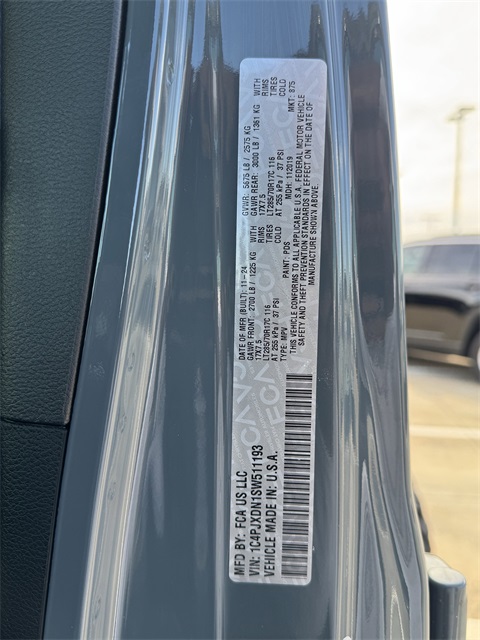 MFD BY: FCA US LLC
VIN: 1C4PJXDN1SW511193
VEHICLE MADE IN: U.S.A.
DATE OF MFR (BUILT): 11-24
GVWR: 5675 LB / 2575 KG
GAWR FRONT: 2700 LB / 1225 KG WITH
GAWR REAR: 3000 LB / 1361 KG WITH
17X7.5 RIMS
17X7.5 RIMS
LT285/70R17C 116 TIRES
LT285/70R17C 116 TIRES
AT 255 kPa / 37 PSI COLD
AT 255 kPa / 37 PSI COLD
TYPE: MPV PAINT: PDS MDH: 112019 MKT: 875
THIS VEHICLE CONFORMS TO ALL APPLICABLE U.S.A. FEDERAL MOTOR VEHICLE
SAFETY AND THEFT PREVENTION STANDARDS IN EFFECT ON THE DATE OF
MANUFACTURE SHOWN ABOVE.